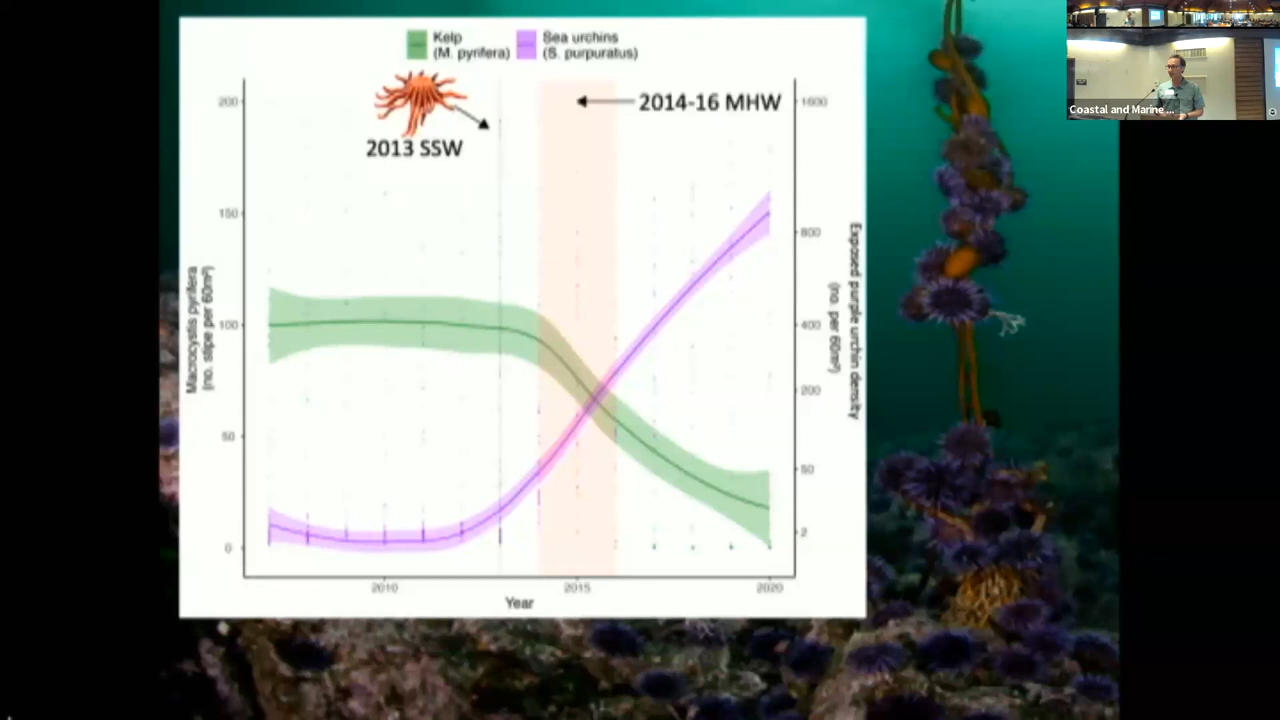 Kelp
(M. pyrifera)
Sea urchins
(S. purpuratus)
2013 SSW
2014-16 MHW
200
150
100
50
0
Macrocystis pyrifera
(no. stipe per 60m²)
1600
800
400
200
50
2
Exposed purple urchin density
(no. per 60m²)
2010
2015
2020
Year
Coastal and Marine ...